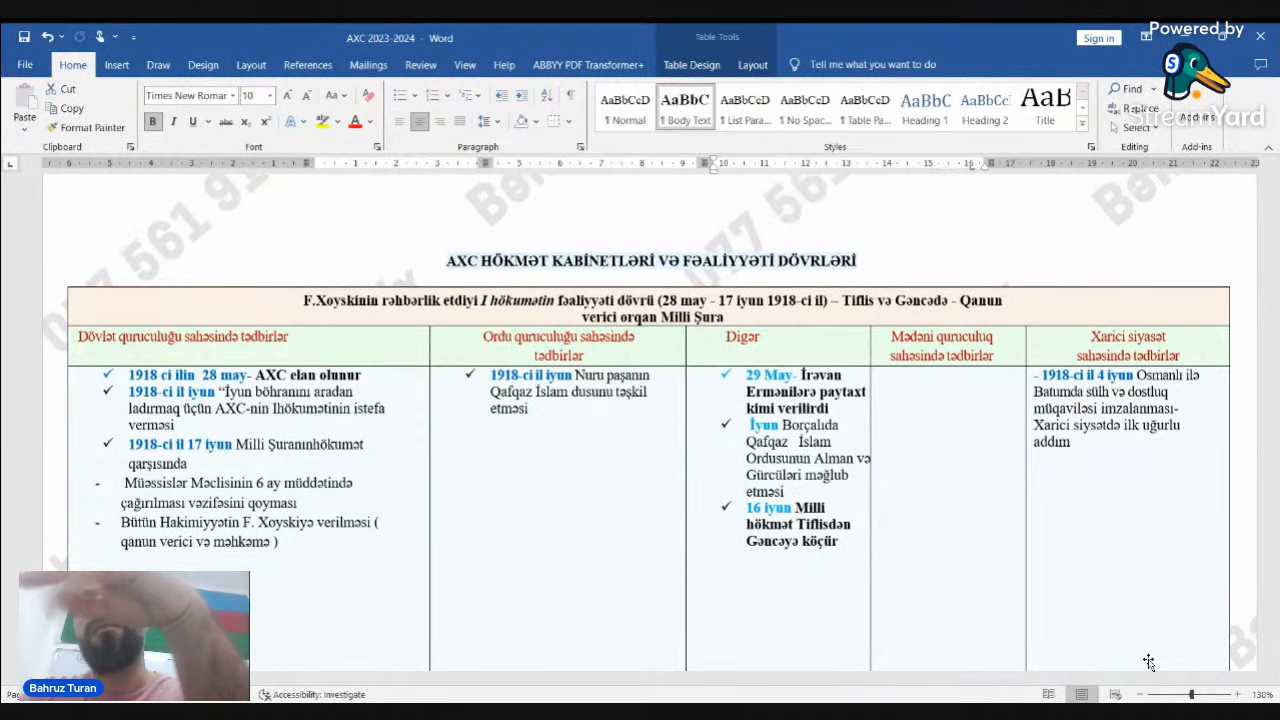 Powered by
StreamYard
AXC 2023-2024 - Word
Table Tools
Sign in
File Home Insert Draw Design Layout References Mailings Review View Help ABBYY PDF Transformer+ Table Design Layout Tell me what you want to do
Paste
Cut
Copy
Format Painter
Clipboard
Times New Romar 10
Font
Paragraph
AaBbCcD AaBbC AaBbCcD AaBbCcD AaBbCcD AaBbCc AaBbCc AaB
¶ Normal ¶ Body Text ¶ List Para... ¶ No Spac... ¶ Table Pa... Heading 1 Heading 2 Title
Styles
Find
Replace
Select
Editing
Add-ins
Add-ins
AXC HÖKMƏT KABİNETLƏRİ VƏ FƏALİYYƏTİ DÖVRLƏRİ
F.Xoyskinin rəhbərlik etdiyi I hökumətin fəaliyyəti dövrü (28 may - 17 iyun 1918-ci il) – Tiflis və Gəncədə - Qanun
verici orqan Milli Şura
Dövlət quruculuğu sahəsində tədbirlər
Ordu quruculuğu sahəsində
tədbirlər
Digər
Mədəni quruculuq
sahəsində tədbirlər
Xarici siyasət
sahəsində tədbirlər
✓ 1918 ci ilin 28 may- AXC elan olunur
✓ 1918-ci il iyun “İyun böhranını aradan
ladırmaq üçün AXC-nin Ihökumətinin istefa
verməsi
✓ 1918-ci il 17 iyun Milli Şuranınhökumət
qarşısında
- Müəssislər Məclisinin 6 ay müddətində
çağırılması vəzifəsini qoyması
- Bütün Hakimiyyətin F. Xoyskiyə verilməsi (
qanun verici və məhkəmə )
✓ 1918-ci il iyun Nuru paşanın
Qafqaz İslam dusunu təşkil
etməsi
✓ 29 May- İrəvan
Ermənilərə paytaxt
kimi verilirdi
✓ İyun Borçalıda
Qafqaz İslam
Ordusunun Alman və
Gürcüləri məğlub
etməsi
✓ 16 iyun Milli
hökmət Tiflisdən
Gəncəyə köçür
- 1918-ci il 4 iyun Osmanlı ilə
Batumda sülh və dostluq
müqaviləsi imzalanması-
Xarici siysətdə ilk uğurlu
addım
Bahruz Turan
Accessibility: Investigate
130%